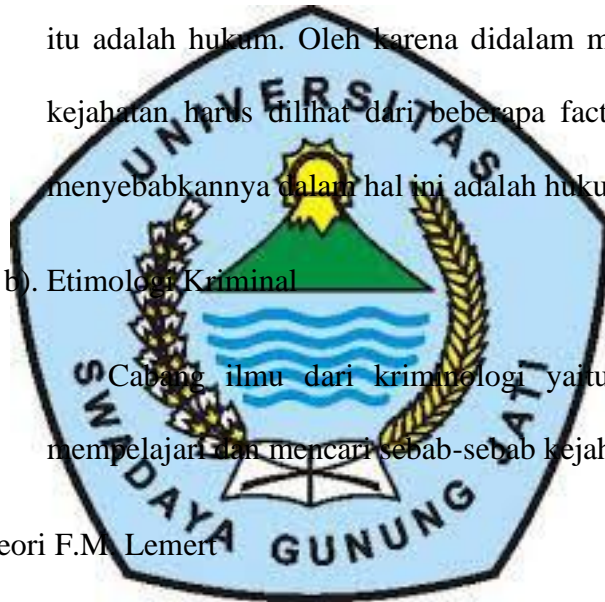 itu adalah hukum. Oleh karena didalam m
kejahatan harus dilihat dari beberapa fact
menyebabkannya dalam hal ini adalah huku
b). Etimologi Kriminal
Cabang ilmu dari kriminologi yaitu
mempelajari dan mencari sebab-sebab kejah
eori F.M. Lemert
UNIVERSITAS
SWADAYA GUNUNG JATI